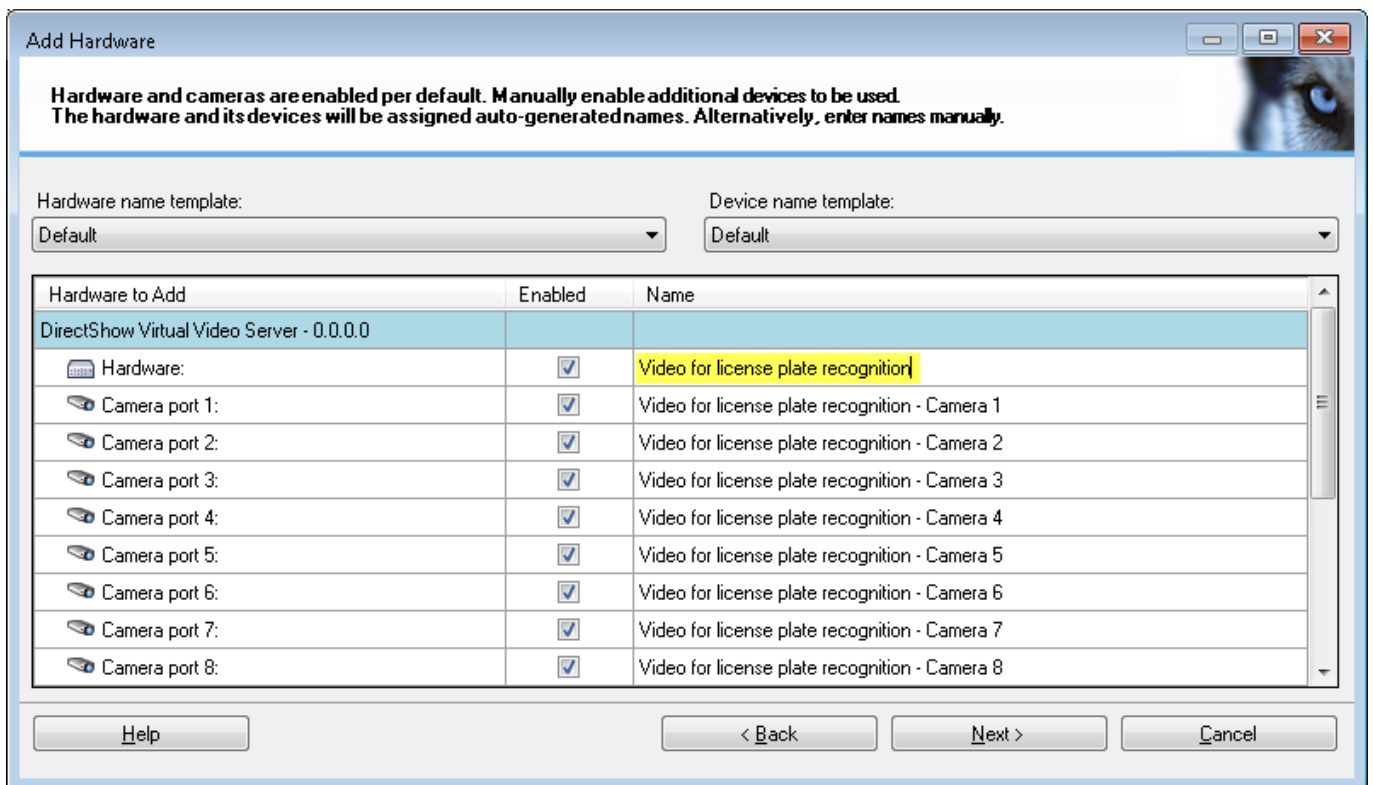 Add Hardware
Hardware and cameras are enabled per default. Manually enable additional devices to be used.
The hardware and its devices will be assigned auto-generated names. Alternatively, enter names manually.
Hardware name template:
Device name template:
Default
Default
Hardware to Add Enabled Name
DirectShow Virtual Video Server - 0.0.0.0
Hardware: Video for license plate recognition
Camera port 1: Video for license plate recognition - Camera 1
Camera port 2: Video for license plate recognition - Camera 2
Camera port 3: Video for license plate recognition - Camera 3
Camera port 4: Video for license plate recognition - Camera 4
Camera port 5: Video for license plate recognition - Camera 5
Camera port 6: Video for license plate recognition - Camera 6
Camera port 7: Video for license plate recognition - Camera 7
Camera port 8: Video for license plate recognition - Camera 8
Help
< Back
Next >
Cancel